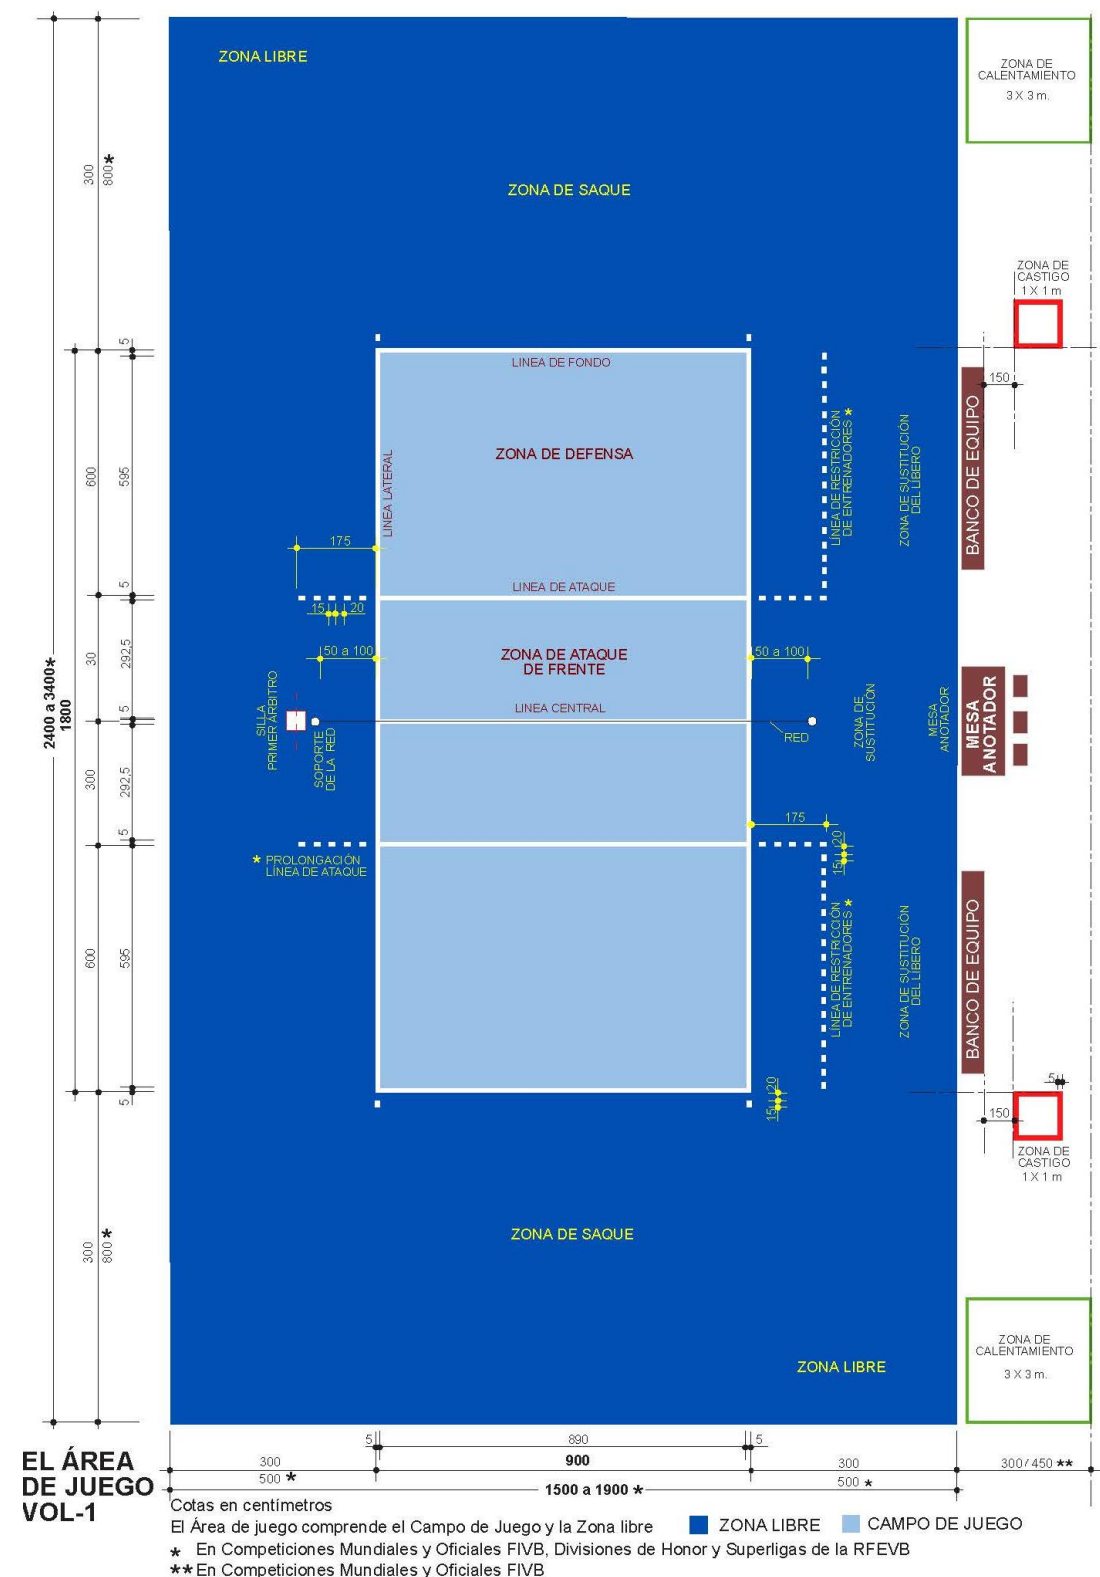 ZONA LIBRE
ZONA DE
CALENTAMIENTO
3 X 3 m.
300
800*
ZONA DE SAQUE
ZONA DE
CASTIGO
1 X 1 m
5
LINEA DE FONDO
150
BANCO DE EQUIPO
LÍNEA DE RESTRICCIÓN
DE ENTRENADORES *
ZONA DE SUSTITUCIÓN
DEL LÍBERO
ZONA DE DEFENSA
LINEA LATERAL
600
595
175
LINEA DE ATAQUE
5
15
20
30
292,5
50 a 100
ZONA DE ATAQUE
DE FRENTE
50 a 100
2400 a 3400*
1800
SILLA
PRIMER ÁRBITRO
LINEA CENTRAL
5
SOPORTE
DE LA RED
RED
ZONA DE
SUSTITUCIÓN
MESA
ANOTADOR
MESA
ANOTADOR
300
292,5
175
5
20
15
* PROLONGACIÓN
LÍNEA DE ATAQUE
LÍNEA DE RESTRICCIÓN
DE ENTRENADORES *
ZONA DE SUSTITUCIÓN
DEL LÍBERO
BANCO DE EQUIPO
600
595
5
20
15
5
150
ZONA DE
CASTIGO
1 X 1 m
300
800*
ZONA DE SAQUE
ZONA DE
CALENTAMIENTO
3 X 3 m.
ZONA LIBRE
5
890
5
300
900
300
300/ 450 **
500 *
500 *
1500 a 1900 *
EL ÁREA
DE JUEGO
VOL-1
Cotas en centímetros
El Área de juego comprende el Campo de Juego y la Zona libre
ZONA LIBRE
CAMPO DE JUEGO
* En Competiciones Mundiales y Oficiales FIVB, Divisiones de Honor y Superligas de la RFEVB
** En Competiciones Mundiales y Oficiales FIVB